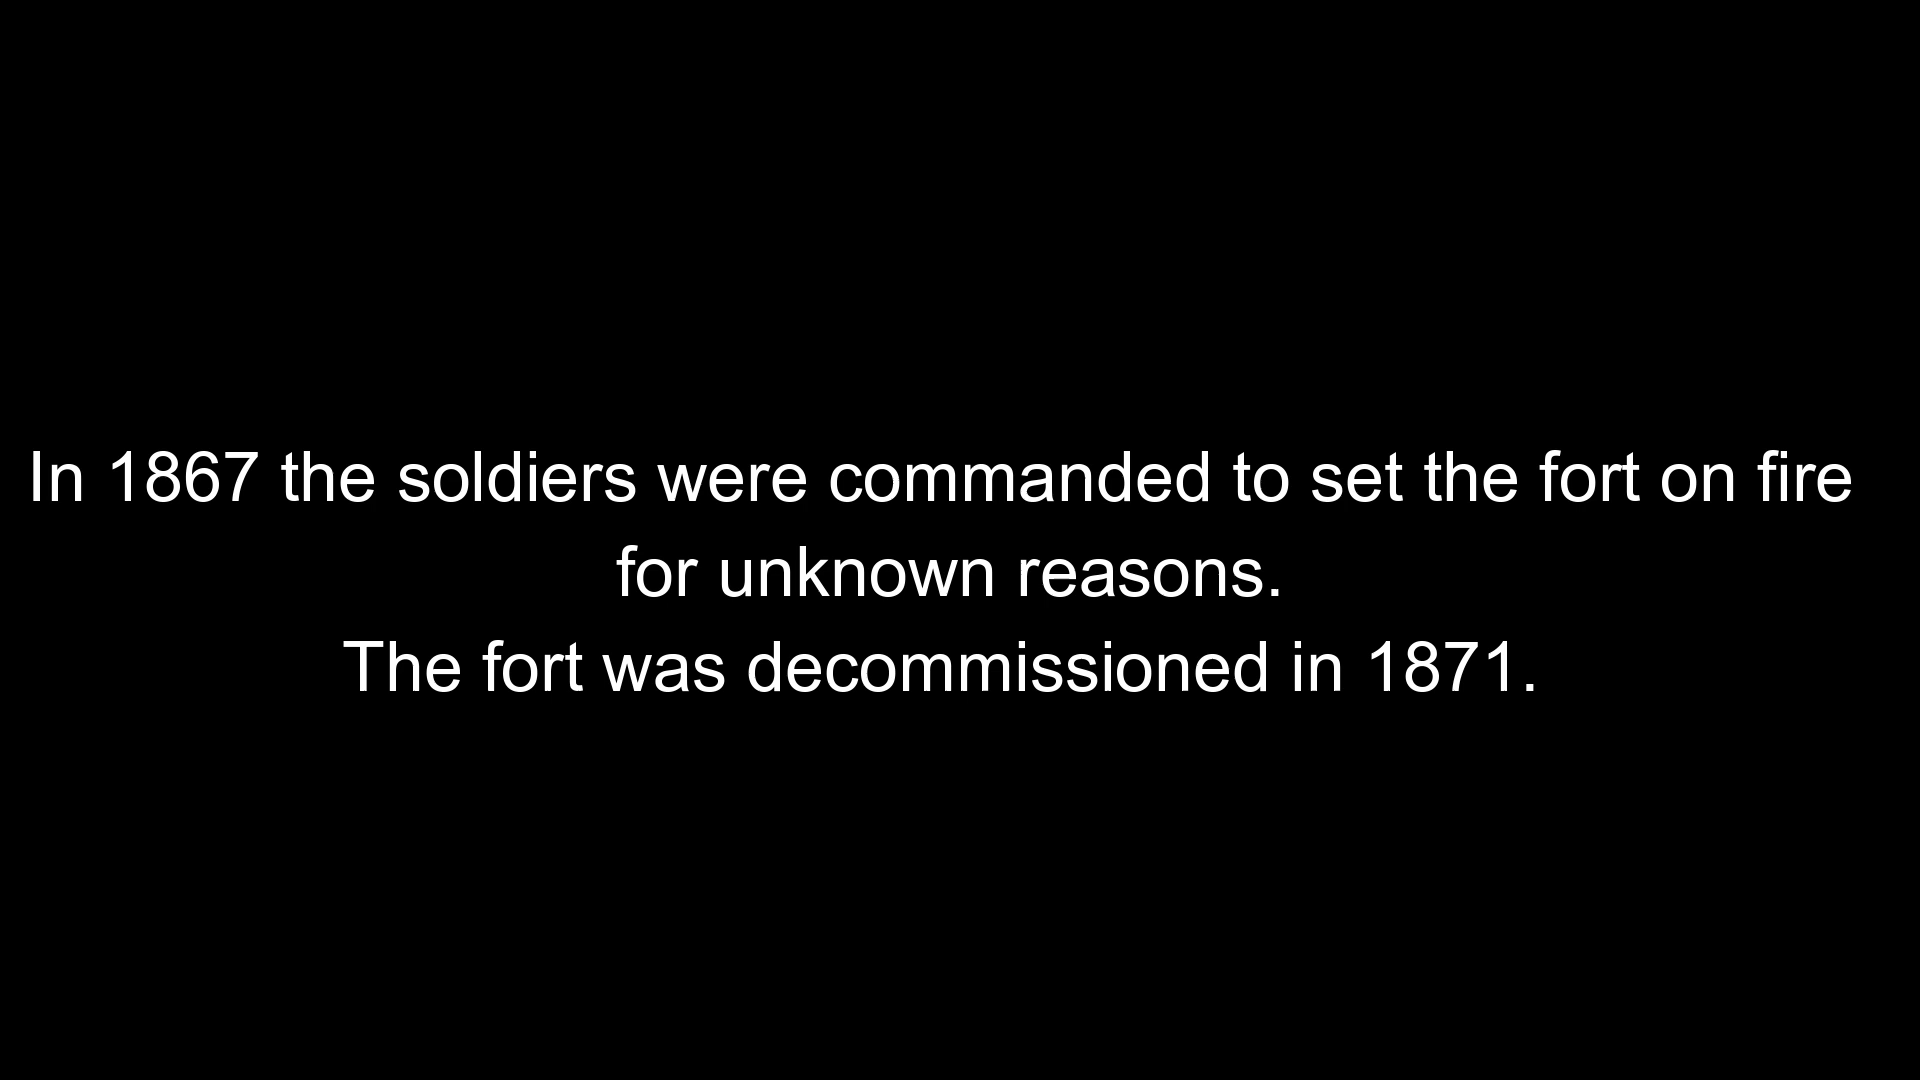 In 1867 the soldiers were commanded to set the fort on fire
for unknown reasons.
The fort was decommissioned in 1871.